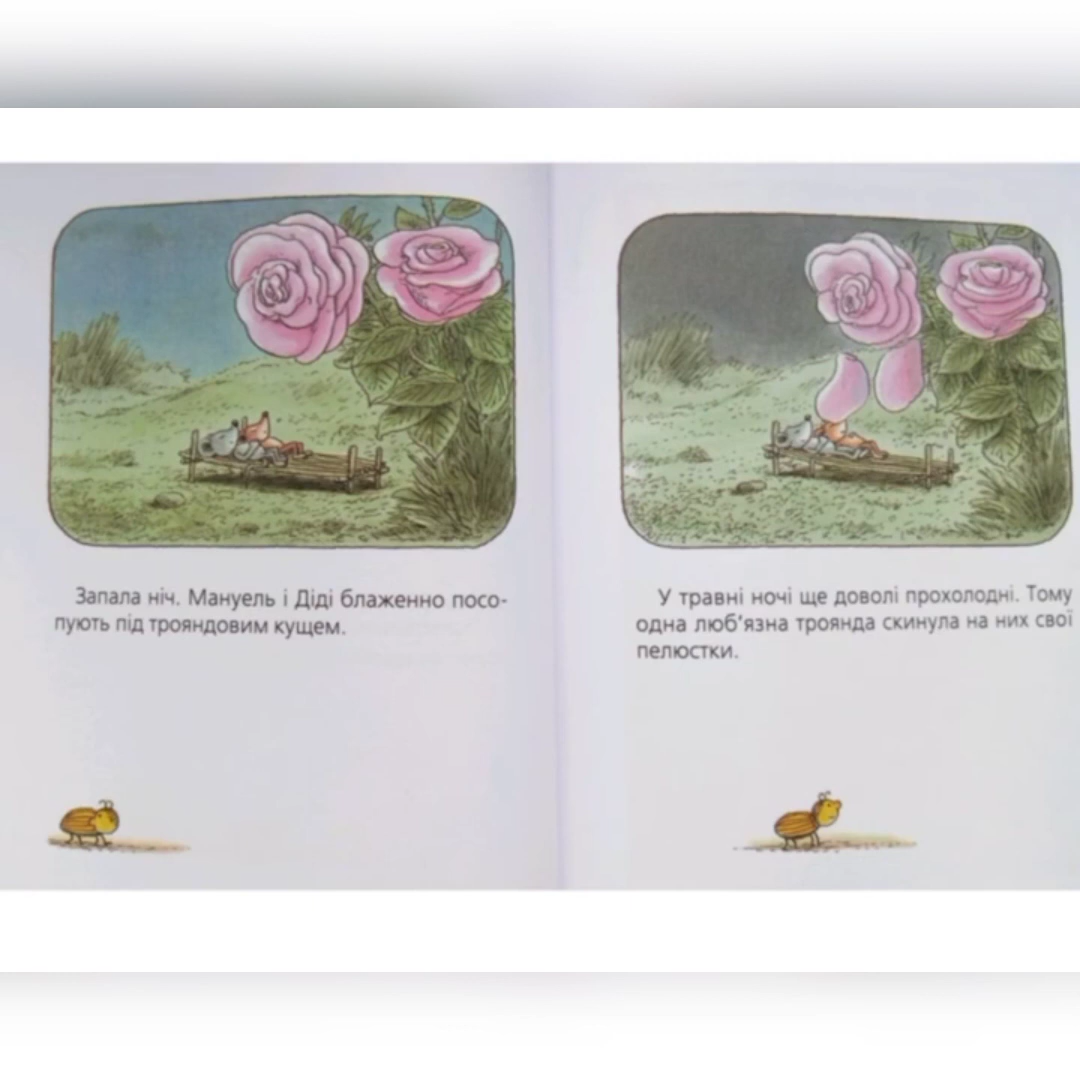 Запала ніч. Мануель і Діді блаженно посо-
пують під трояндовим кущем.
У травні ночі ще доволі прохолодні. Тому
одна люб’язна троянда скинула на них свої
пелюстки.